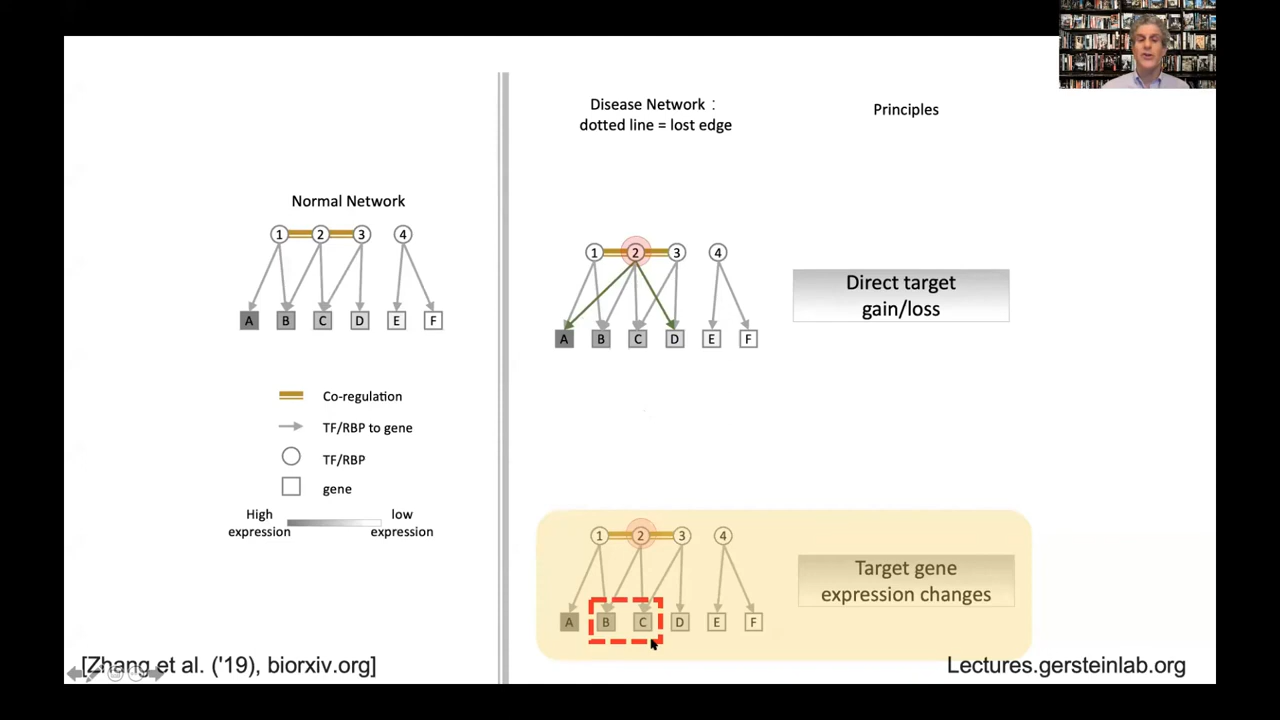 Disease Network :
dotted line = lost edge
Principles
Normal Network
1 2 3 4
A B C D E F
1 2 3 4
A B C D E F
Direct target
gain/loss
Co-regulation
TF/RBP to gene
TF/RBP
gene
High
expression
low
expression
1 2 3 4
A B C D E F
Target gene
expression changes
[Zhang et al. ('19), biorxiv.org]
Lectures.gersteinlab.org